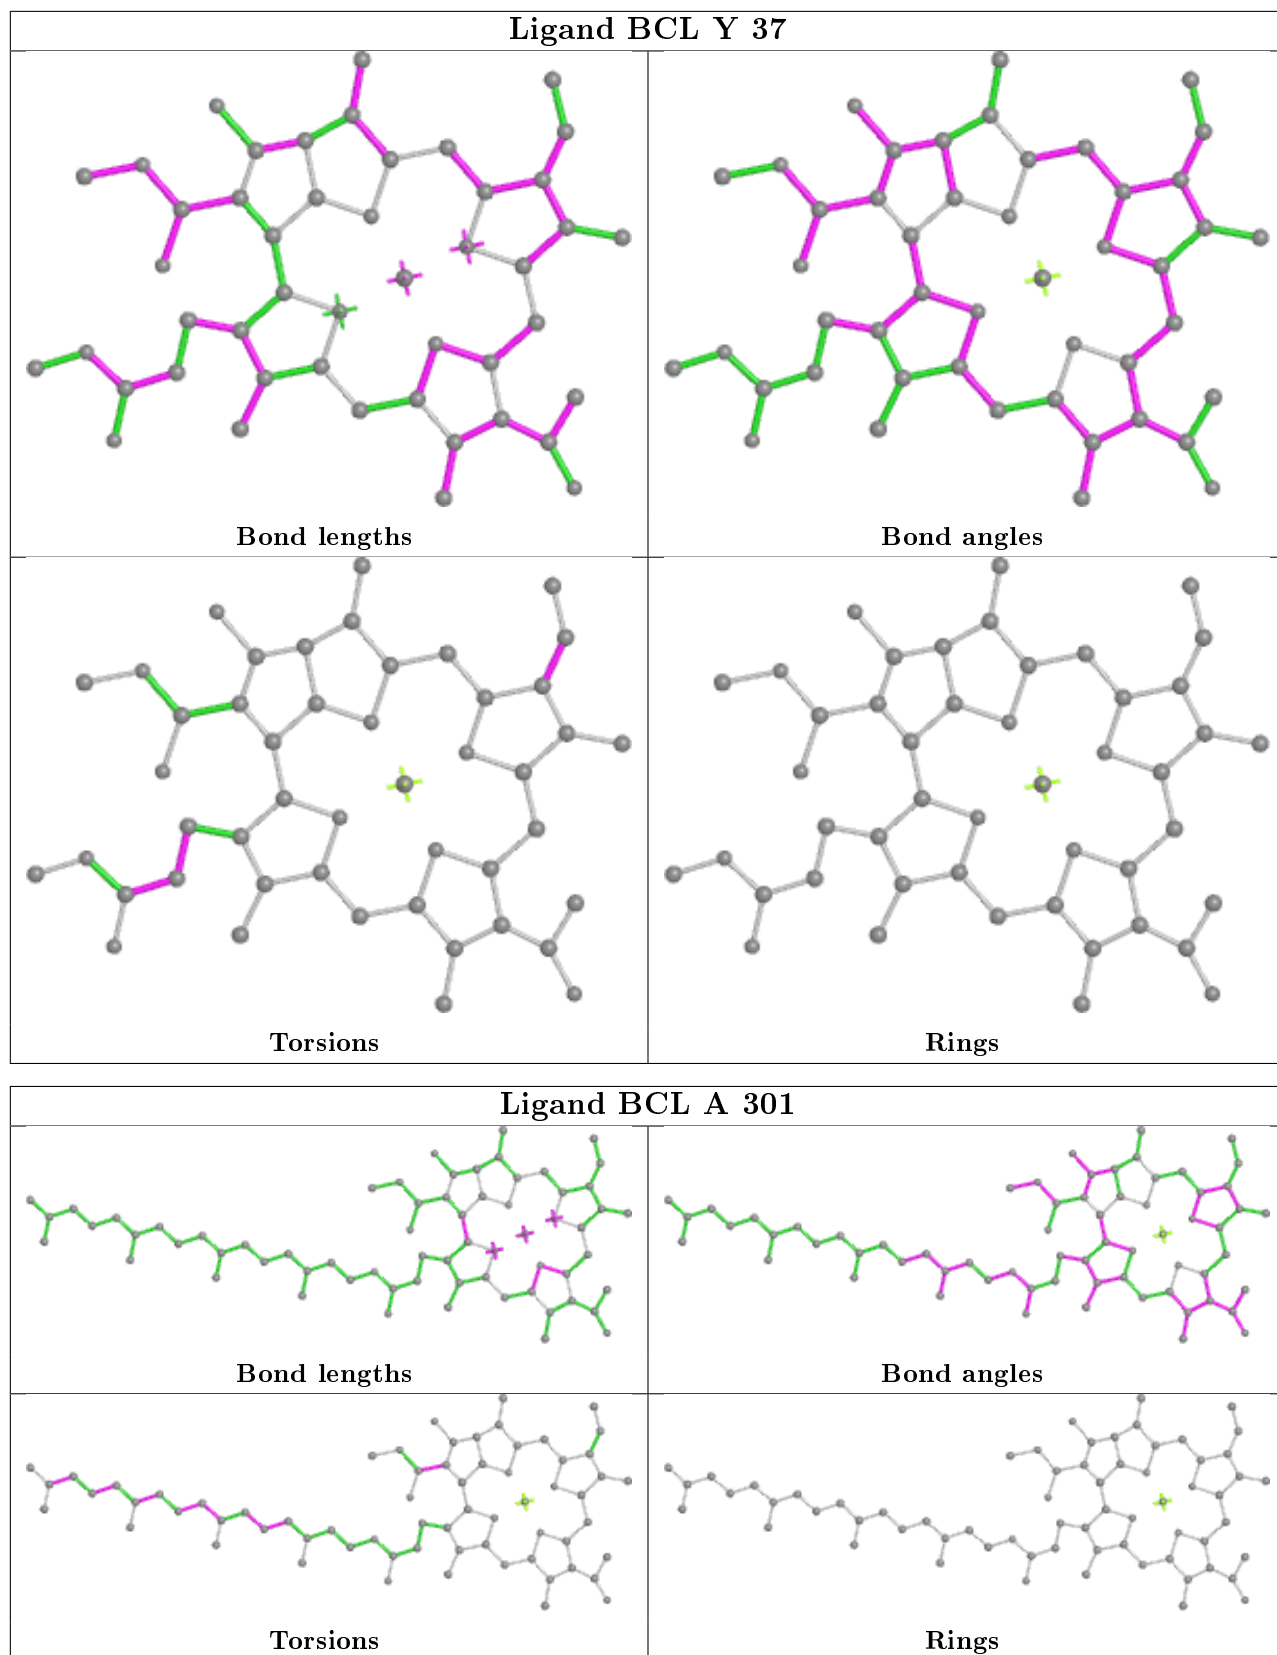 Ligand BCL Y 37
Bond lengths
Bond angles
Torsions
Rings
Ligand BCL A 301
Bond lengths
Bond angles
Torsions
Rings